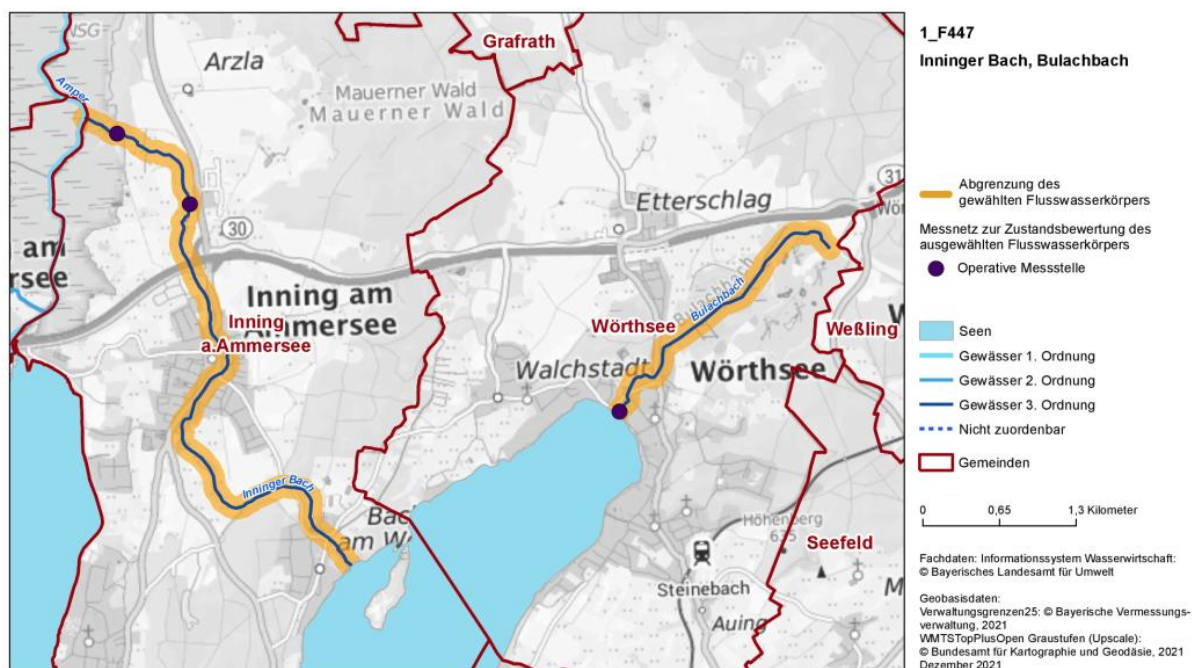 1_F447
Inninger Bach, Bulachbach
Abgrenzung des
gewählten Flusswasserkörpers
Messnetz zur Zustandsbewertung des
ausgewählten Flusswasserkörpers
Operative Messstelle
Seen
Gewässer 1. Ordnung
Gewässer 2. Ordnung
Gewässer 3. Ordnung
Nicht zuordenbar
Gemeinden
0 0,65 1,3 Kilometer
Fachdaten: Informationssystem Wasserwirtschaft:
© Bayerisches Landesamt für Umwelt
Geobasisdaten:
Verwaltungsgrenzen25: © Bayerische Vermessungs-
verwaltung, 2021
WMTSTopPlusOpen Graustufen (Upscale):
© Bundesamt für Kartographie und Geodäsie, 2021
Dezember 2021
NSG
Grafrath
Arzla
Amper
Mauerner Wald
Mauerner Wald
31
Etterschlag
30
am
Inning am
Ammersee
Inning
a.Ammersee
Bulachbach
Bulachbach
Wörthsee
Weßling
Walchstadt
Wörthsee
Inninger Bach
Höhenberg
635
Seefeld
Steinebach
Auing